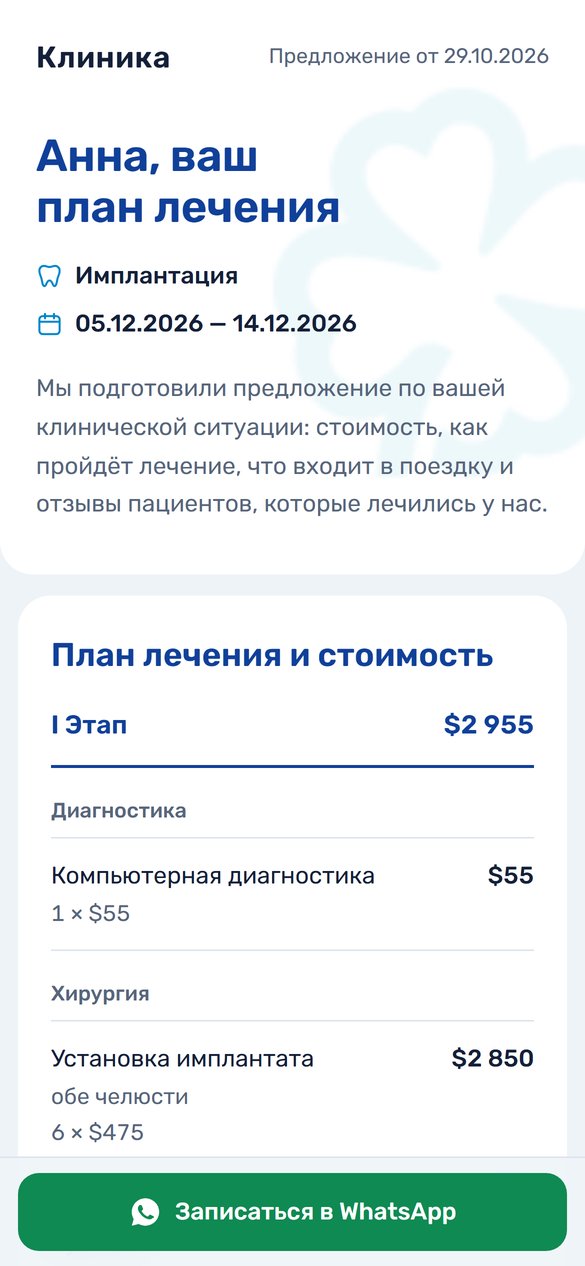 Клиника
Предложение от 29.10.2026
Анна, ваш
план лечения
Имплантация
05.12.2026 — 14.12.2026
Мы подготовили предложение по вашей
клинической ситуации: стоимость, как
пройдёт лечение, что входит в поездку и
отзывы пациентов, которые лечились у нас.
План лечения и стоимость
I Этап $2 955
Диагностика
Компьютерная диагностика $55
1 × $55
Хирургия
Установка имплантата $2 850
обе челюсти
6 × $475
Записаться в WhatsApp